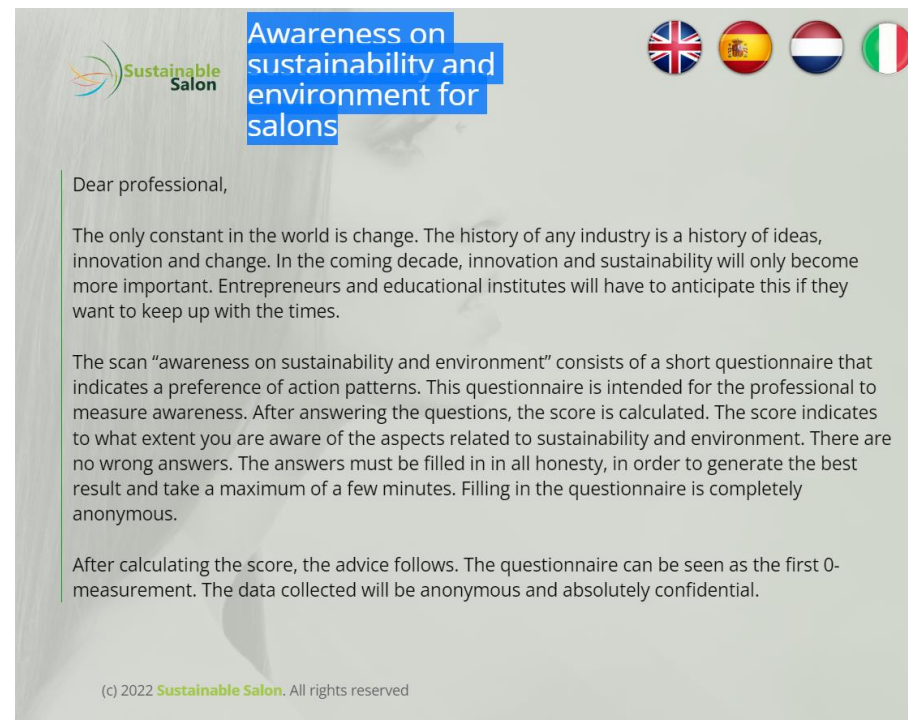 Sustainable
Salon
Awareness on
sustainability and
environment for
salons
Dear professional,
The only constant in the world is change. The history of any industry is a history of ideas,
innovation and change. In the coming decade, innovation and sustainability will only become
more important. Entrepreneurs and educational institutes will have to anticipate this if they
want to keep up with the times.
The scan “awareness on sustainability and environment” consists of a short questionnaire that
indicates a preference of action patterns. This questionnaire is intended for the professional to
measure awareness. After answering the questions, the score is calculated. The score indicates
to what extent you are aware of the aspects related to sustainability and environment. There are
no wrong answers. The answers must be filled in in all honesty, in order to generate the best
result and take a maximum of a few minutes. Filling in the questionnaire is completely
anonymous.
After calculating the score, the advice follows. The questionnaire can be seen as the first 0-
measurement. The data collected will be anonymous and absolutely confidential.
(c) 2022 Sustainable Salon. All rights reserved